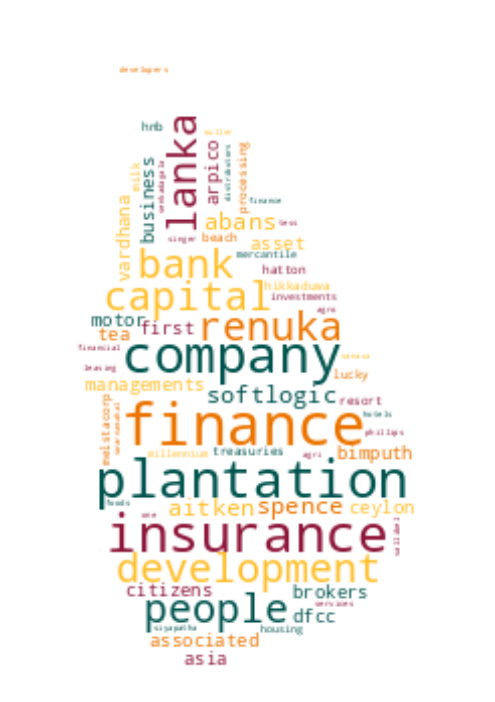 developers
hnb
lanka
arpico
processing
business
milk
distributors
finance
vardhana
abans
singer
beach
asset
mercantile
bank
hatton
capital
hikkaduwa
investments
agro
motor
first
renuka
tea
financial
company
leasing
lucky
managements
softlogic
resort
melstacorp
finance
hotels
phillips
millennium
treasuries
agri
bimputh
plantation
foods
aitken
spence
ceylon
one
insurance
development
citizens
brokers
services
people
dfcc
siyapatha
housing
associated
asia